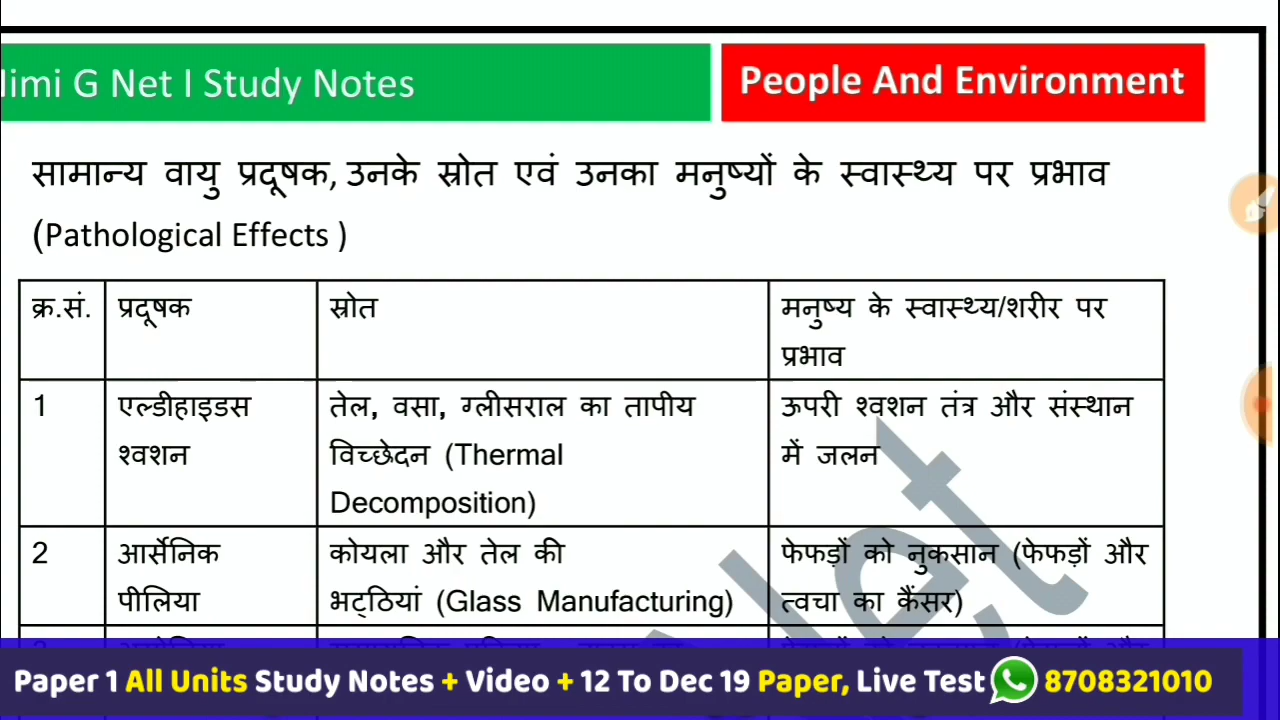 imi G Net I Study Notes
People And Environment
सामान्य वायु प्रदूषक, उनके स्रोत एवं उनका मनुष्यों के स्वास्थ्य पर प्रभाव
(Pathological Effects )
क्र.सं. प्रदूषक स्रोत मनुष्य के स्वास्थ्य/शरीर पर
प्रभाव
1 एल्डीहाइडस तेल, वसा, ग्लीसराल का तापीय ऊपरी श्वशन तंत्र और संस्थान
श्वशन विच्छेदन (Thermal में जलन
Decomposition)
2 आर्सेनिक कोयला और तेल की फेफड़ों को नुकसान (फेफड़ों और
पीलिया भट्ठियां (Glass Manufacturing) त्वचा का कैंसर)
Paper 1 All Units Study Notes + Video + 12 To Dec 19 Paper, Live Test 8708321010